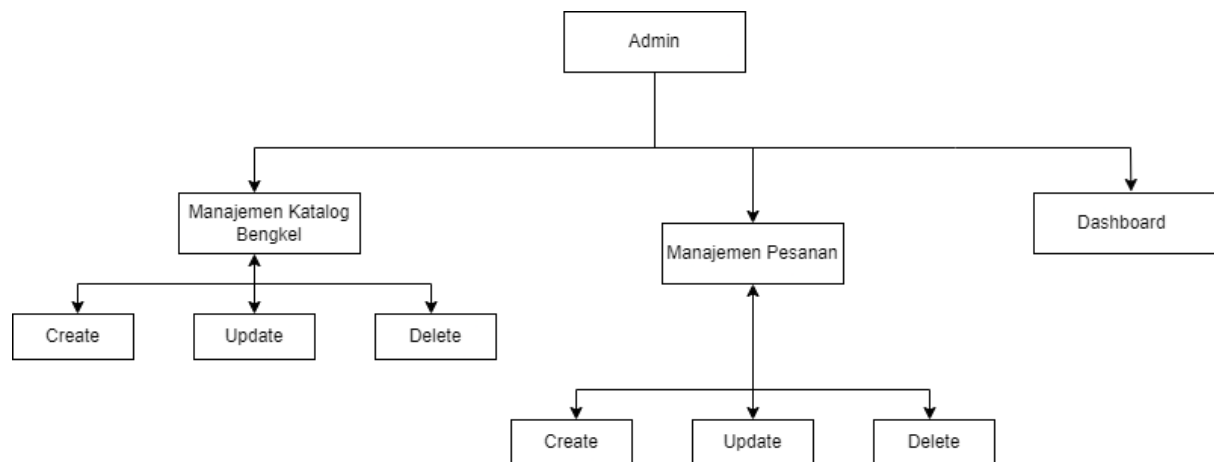 Admin
Manajemen Katalog
Bengkel
Manajemen Pesanan
Dashboard
Create
Update
Delete
Create
Update
Delete